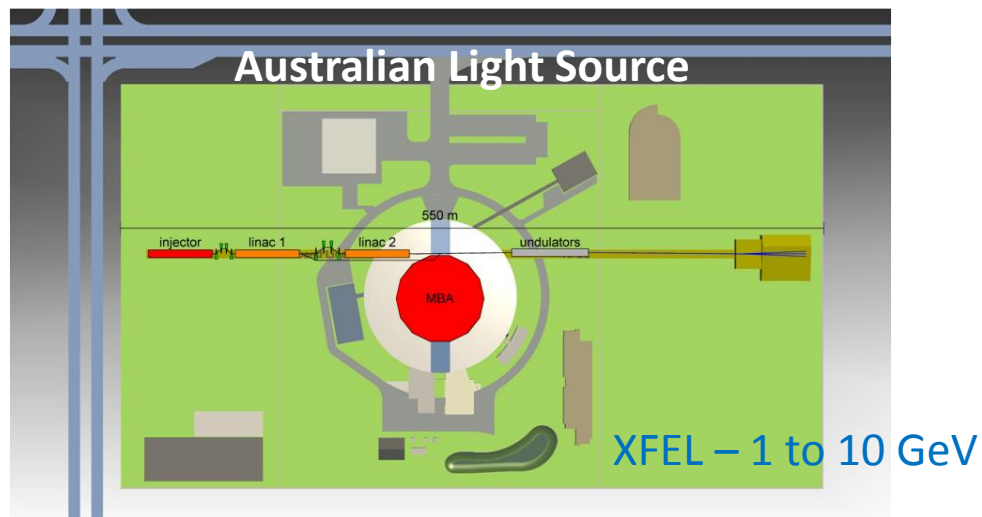 Australian Light Source
550 m
injector linac 1 linac 2 undulators
MBA
XFEL – 1 to 10 GeV